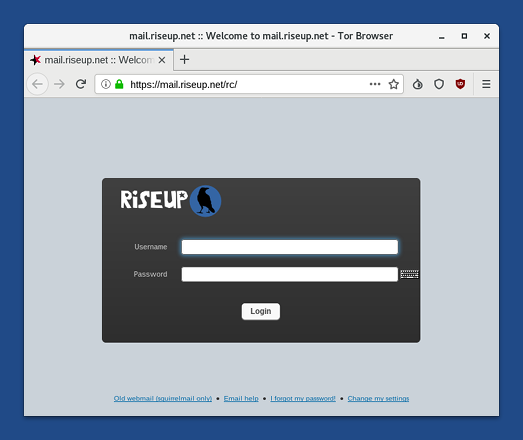 mail.riseup.net :: Welcome to mail.riseup.net - Tor Browser
mail.riseup.net :: Welcom
https://mail.riseup.net/rc/
RiSEUP
Username
Password
Login
Old webmail (squirrelmail only) • Email help • I forgot my password! • Change my settings